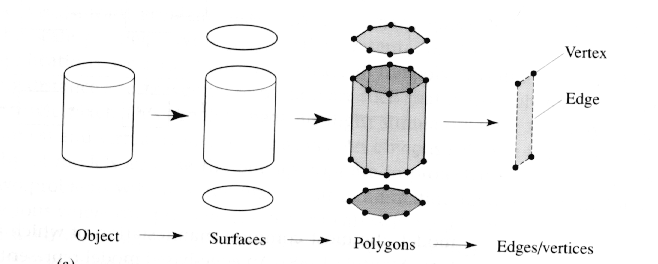 Vertex
Edge
Object
Surfaces
Polygons
Edges/vertices